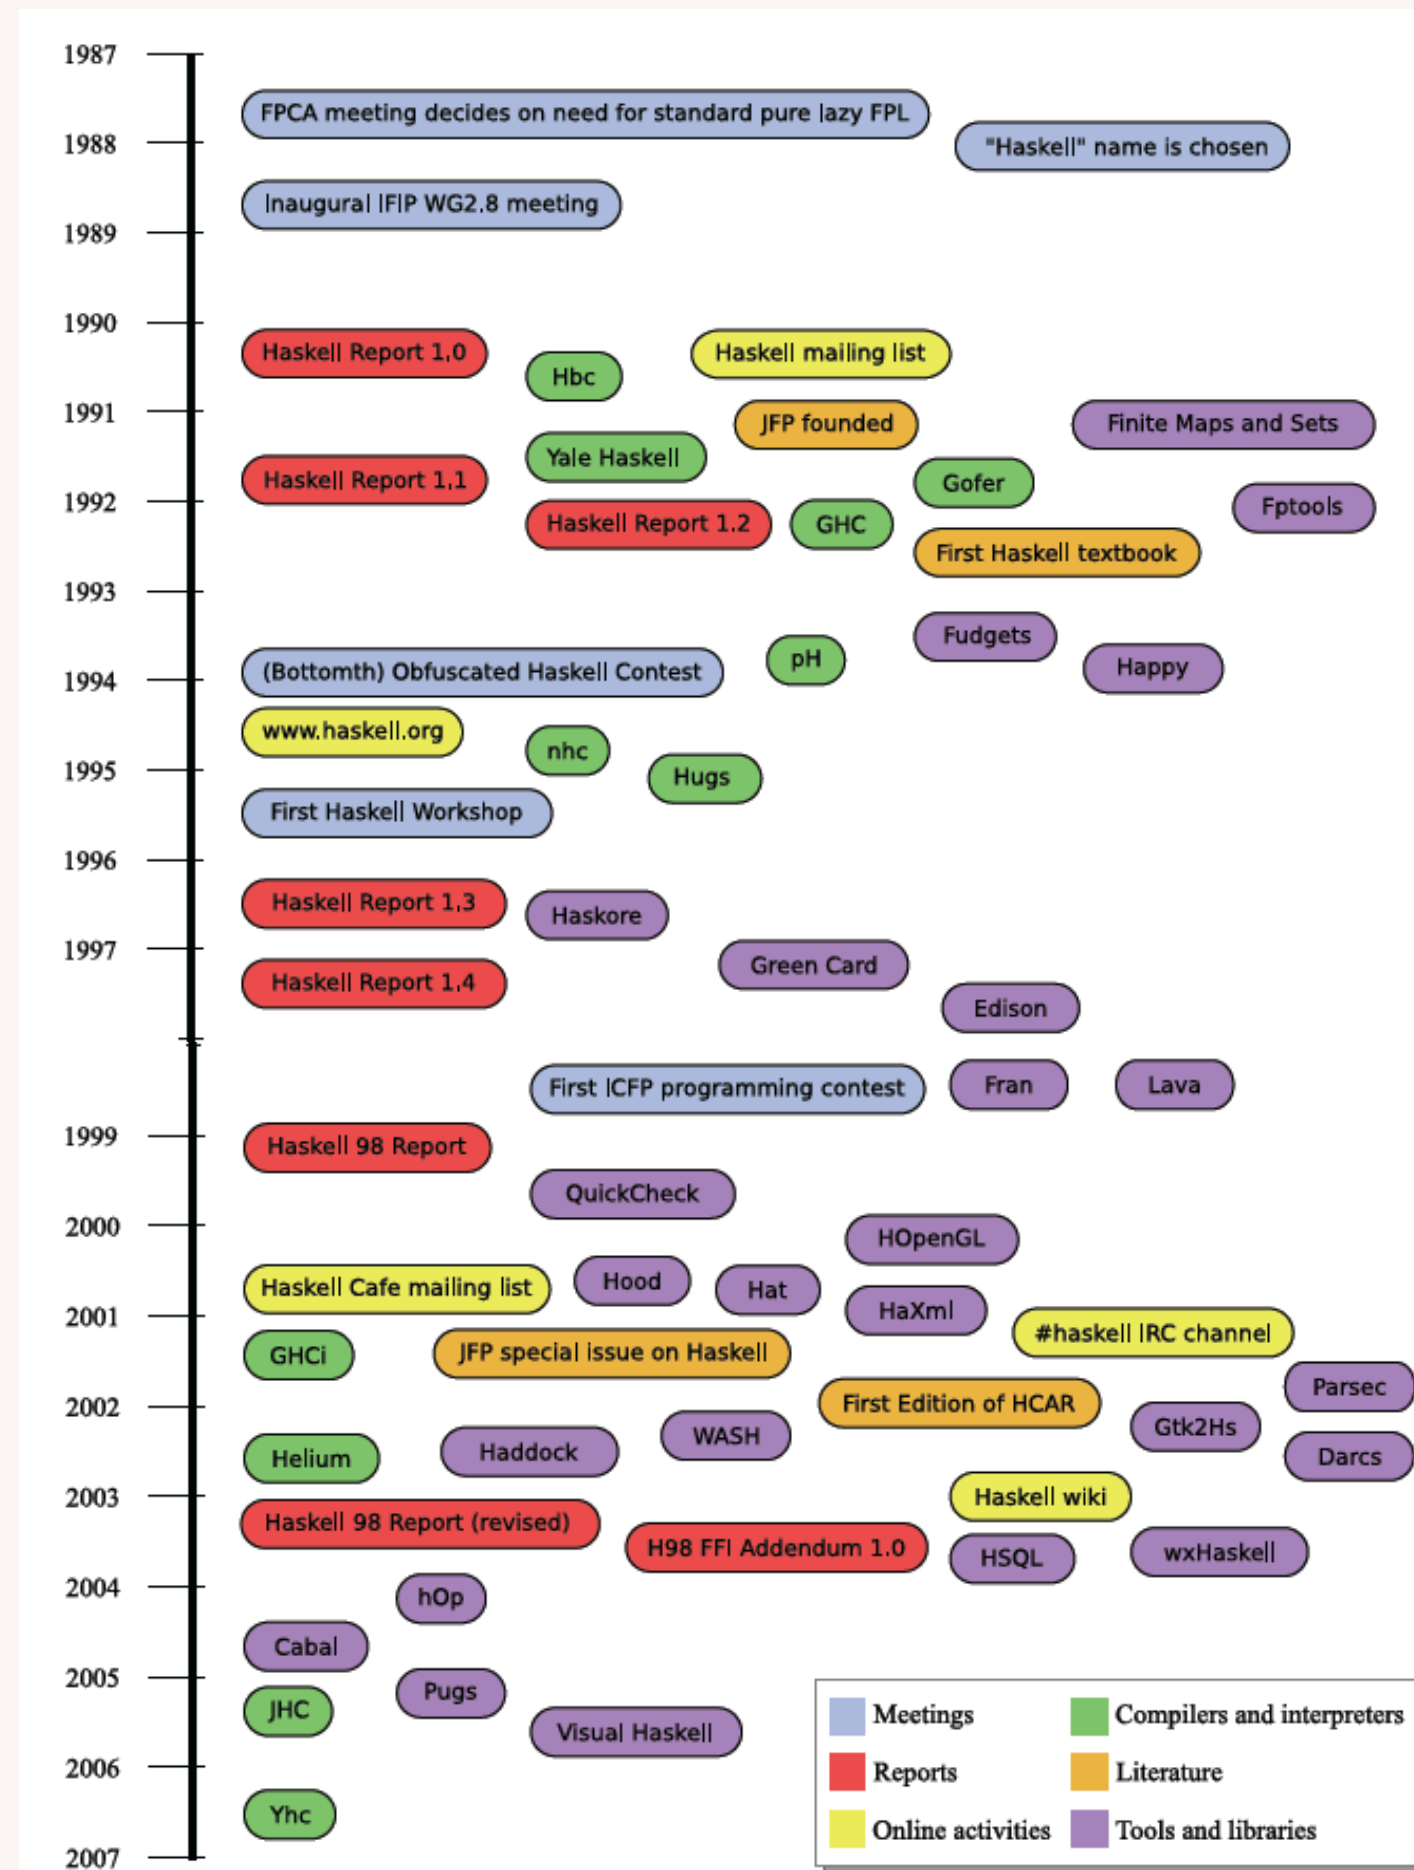 1987
FPCA meeting decides on need for standard pure lazy FPL
1988
"Haskell" name is chosen
Inaugural IFIP WG2.8 meeting
1989
1990
Haskell Report 1.0
Hbc
Haskell mailing list
1991
JFP founded
Finite Maps and Sets
Yale Haskell
Haskell Report 1.1
Gofer
1992
Fptools
Haskell Report 1.2
GHC
First Haskell textbook
1993
Fudgets
pH
Happy
(Bottomth) Obfuscated Haskell Contest
1994
www.haskell.org
nhc
1995
Hugs
First Haskell Workshop
1996
Haskell Report 1.3
Haskore
1997
Green Card
Haskell Report 1.4
Edison
First ICFP programming contest
Fran
Lava
1999
Haskell 98 Report
QuickCheck
2000
HOpenGL
Haskell Cafe mailing list
Hood
Hat
HaXml
2001
#haskell IRC channel
GHCi
JFP special issue on Haskell
Parsec
2002
First Edition of HCAR
Gtk2Hs
Haddock
WASH
Helium
Darcs
2003
Haskell wiki
Haskell 98 Report (revised)
H98 FFI Addendum 1.0
HSQL
wxHaskell
2004
hOp
Cabal
2005
Pugs
JHC
Visual Haskell
2006
Yhc
2007
Meetings
Compilers and interpreters
Reports
Literature
Online activities
Tools and libraries